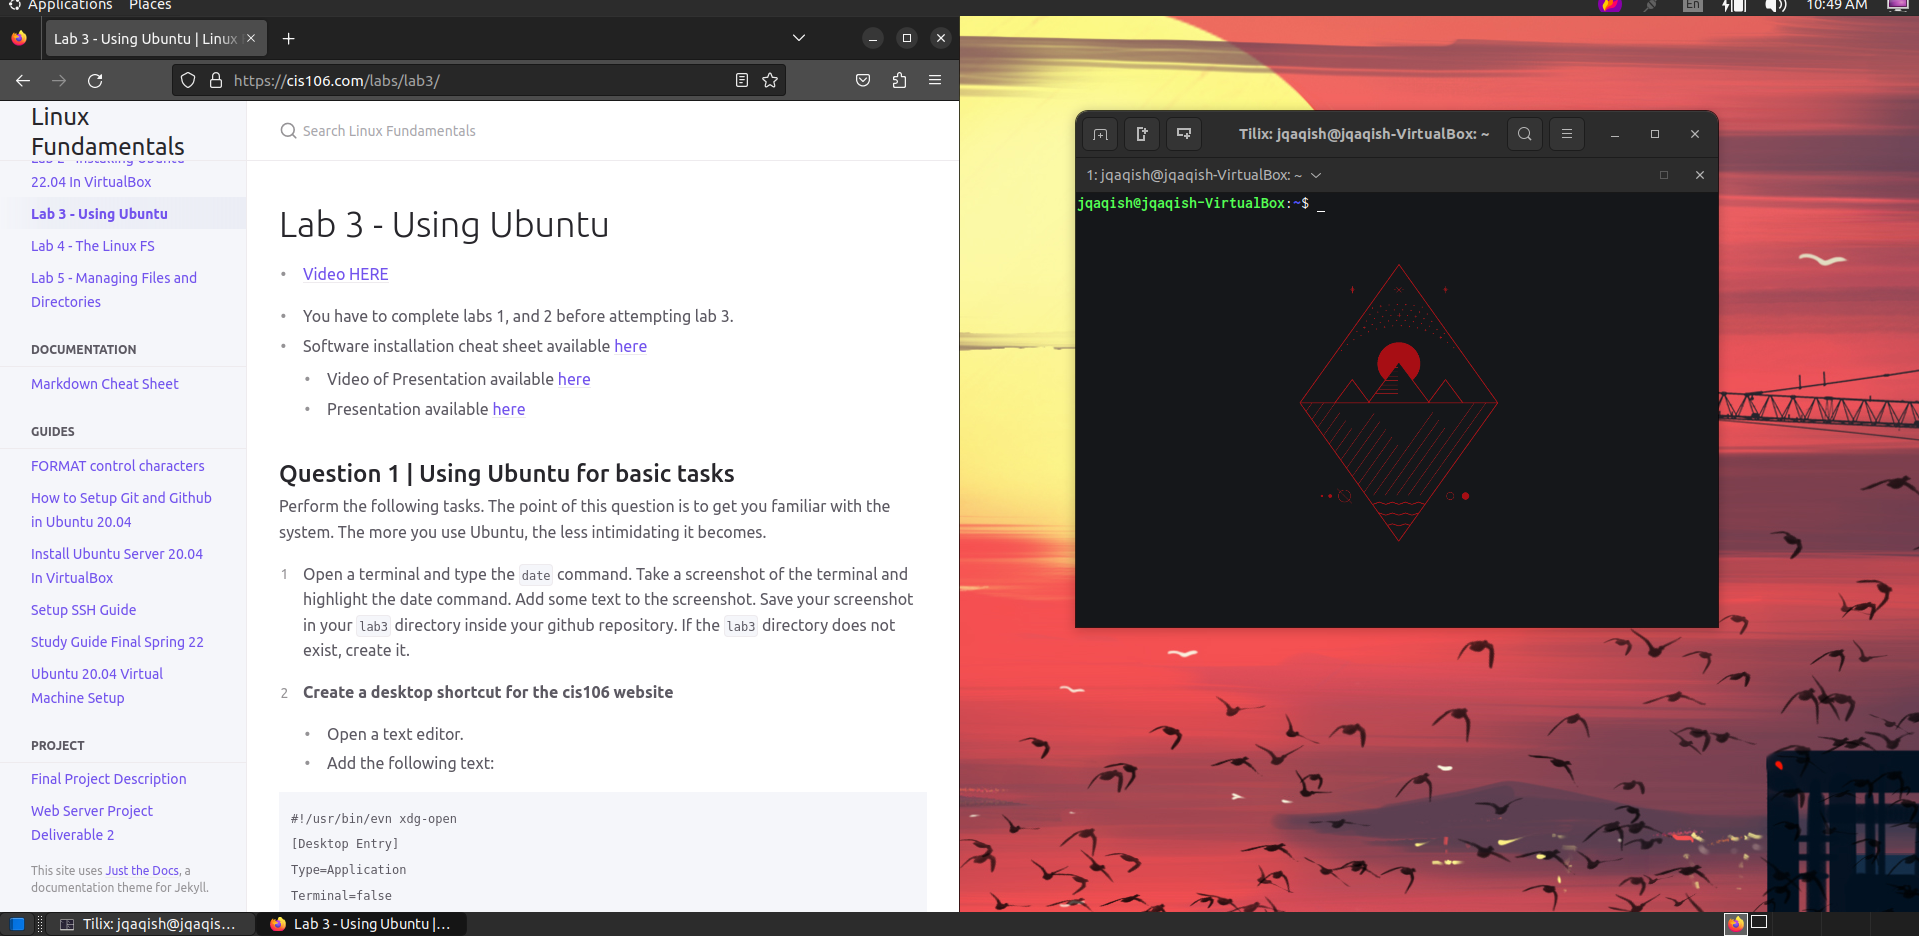 Applications Places En 10:49 AM
Lab 3 - Using Ubuntu | Linux
https://cis106.com/labs/lab3/
Linux
Fundamentals
Search Linux Fundamentals
Lab 2 - Installing Ubuntu
22.04 In VirtualBox
Lab 3 - Using Ubuntu
Lab 4 - The Linux FS
Lab 5 - Managing Files and
Directories
DOCUMENTATION
Markdown Cheat Sheet
GUIDES
FORMAT control characters
How to Setup Git and Github
in Ubuntu 20.04
Install Ubuntu Server 20.04
In VirtualBox
Setup SSH Guide
Study Guide Final Spring 22
Ubuntu 20.04 Virtual
Machine Setup
PROJECT
Final Project Description
Web Server Project
Deliverable 2
This site uses Just the Docs, a
documentation theme for Jekyll.
Lab 3 - Using Ubuntu
• Video HERE
• You have to complete labs 1, and 2 before attempting lab 3.
• Software installation cheat sheet available here
• Video of Presentation available here
• Presentation available here
Question 1 | Using Ubuntu for basic tasks
Perform the following tasks. The point of this question is to get you familiar with the
system. The more you use Ubuntu, the less intimidating it becomes.
1 Open a terminal and type the date command. Take a screenshot of the terminal and
highlight the date command. Add some text to the screenshot. Save your screenshot
in your lab3 directory inside your github repository. If the lab3 directory does not
exist, create it.
2 Create a desktop shortcut for the cis106 website
• Open a text editor.
• Add the following text:
#!/usr/bin/evn xdg-open
[Desktop Entry]
Type=Application
Terminal=false
Tilix: jqaqish@jqaqish-VirtualBox: ~
1: jqaqish@jqaqish-VirtualBox: ~
jqaqish@jqaqish-VirtualBox:~$ _
Tilix: jqaqish@jqaqis...
Lab 3 - Using Ubuntu |...